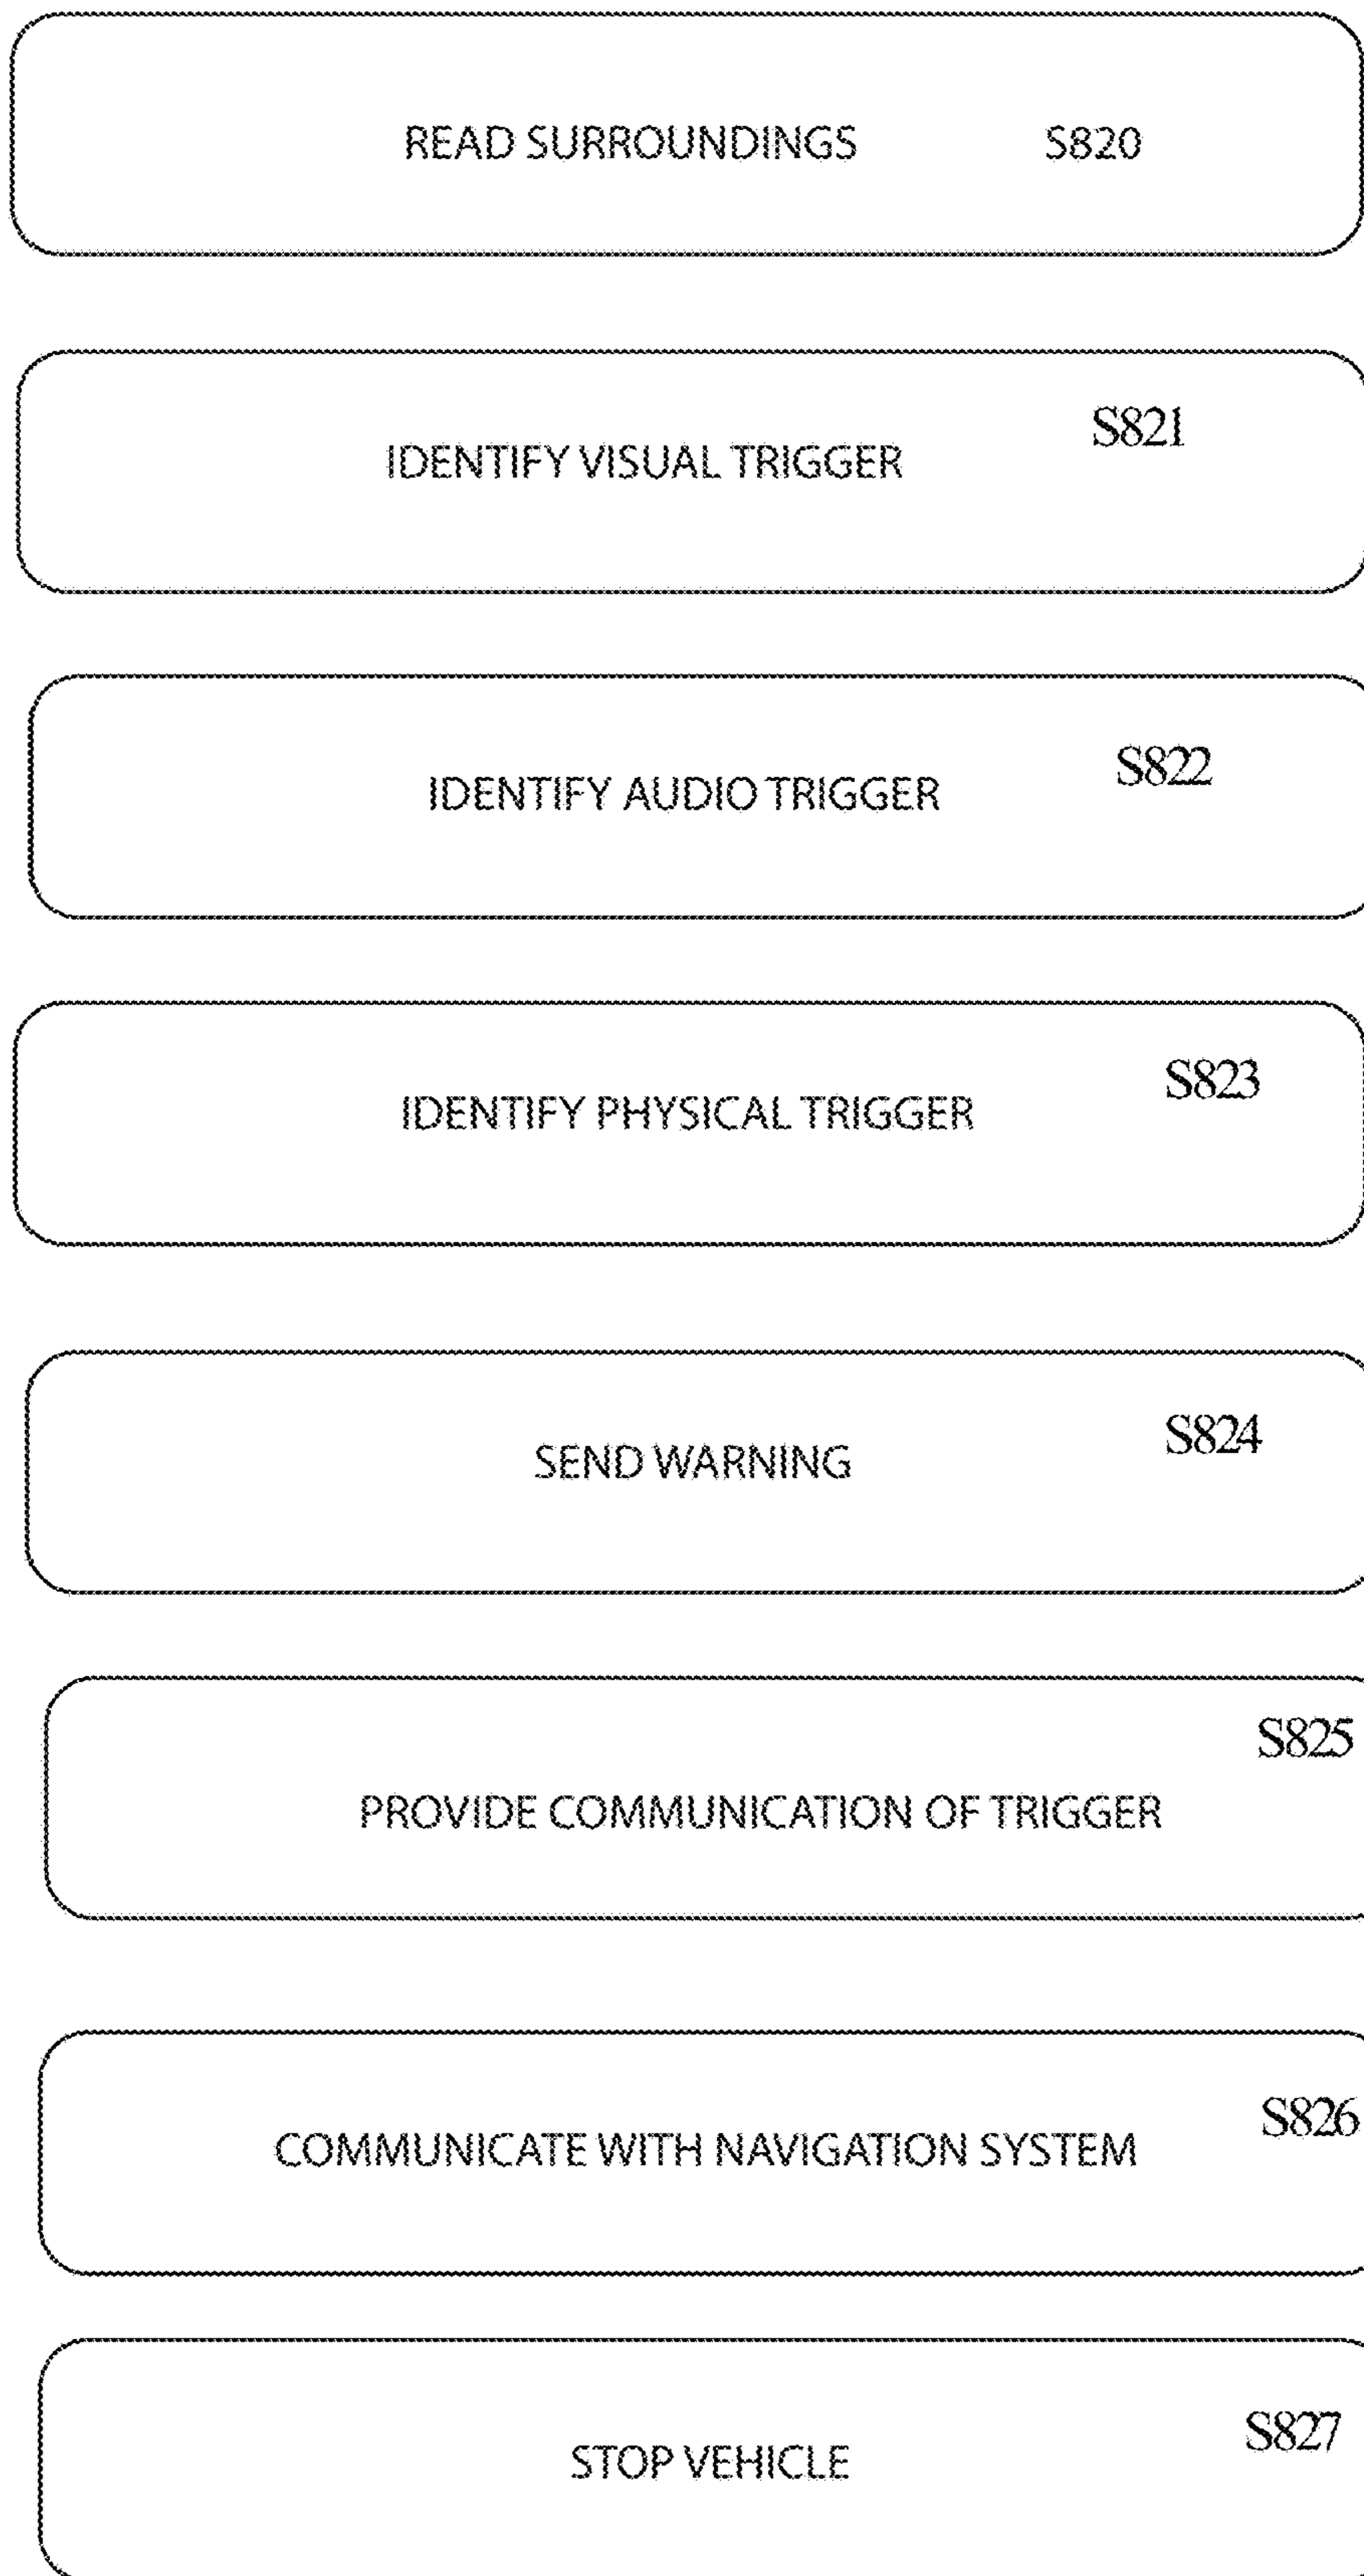 READ SURROUNDINGS S820
S821
IDENTIFY VISUAL TRIGGER
S822
IDENTIFY AUDIO TRIGGER
S823
IDENTIFY PHYSICAL TRIGGER
S824
SEND WARNING
S825
PROVIDE COMMUNICATION OF TRIGGER
S826
COMMUNICATE WITH NAVIGATION SYSTEM
S827
STOP VEHICLE